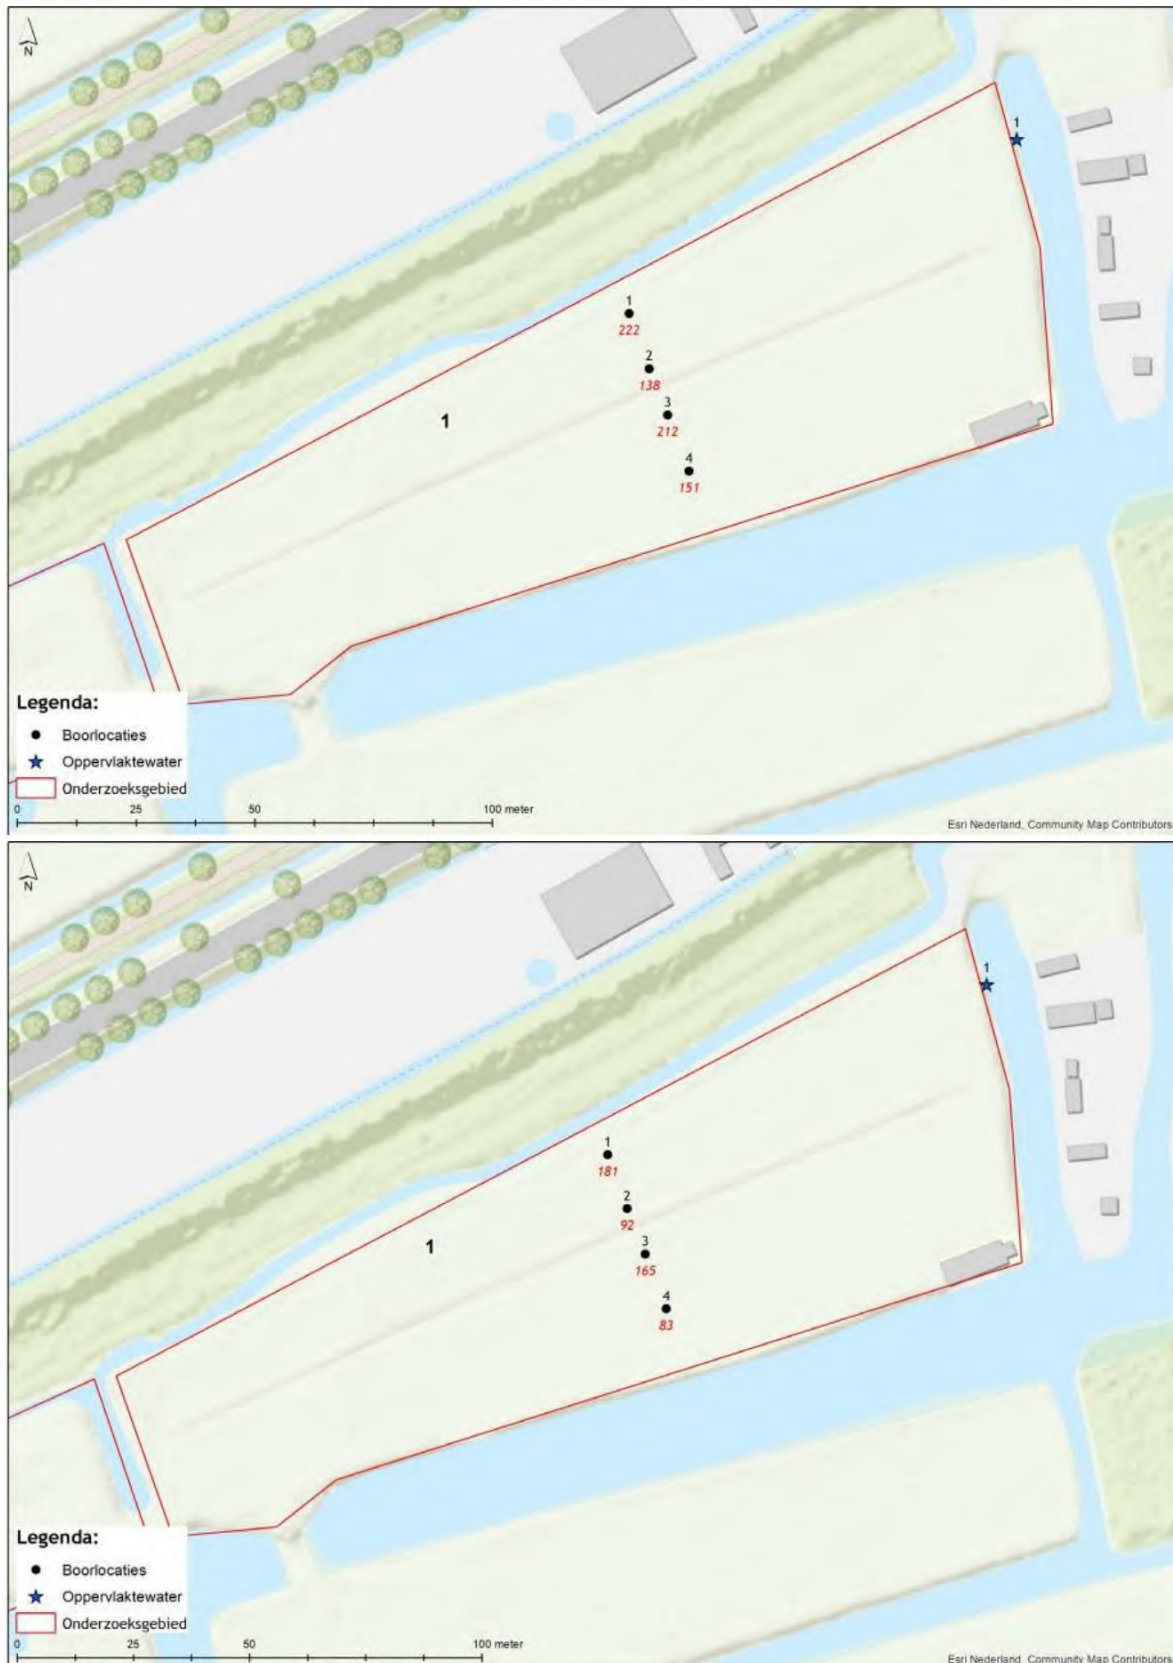 N
1
1
222
2
138
3
212
1
4
151
Legenda:
Boorlocaties
Oppervlaktewater
Onderzoeksgebied
0 25 50 100 meter
Esri Nederland, Community Map Contributors
N
1
1
181
2
92
1
3
165
4
83
Legenda:
Boorlocaties
Oppervlaktewater
Onderzoeksgebied
0 25 50 100 meter
Esri Nederland, Community Map Contributors